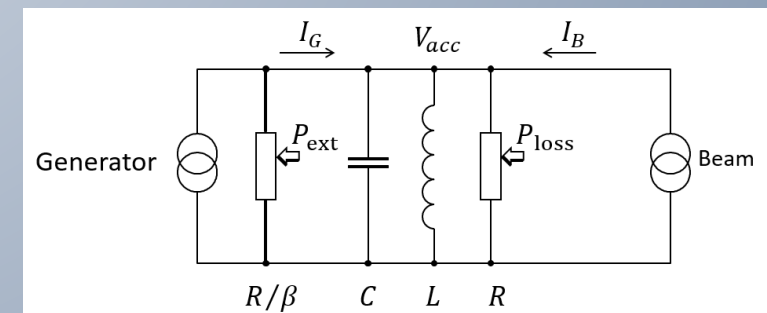 I_G V_acc I_B
P_ext P_loss
Generator Beam
R/β C L R